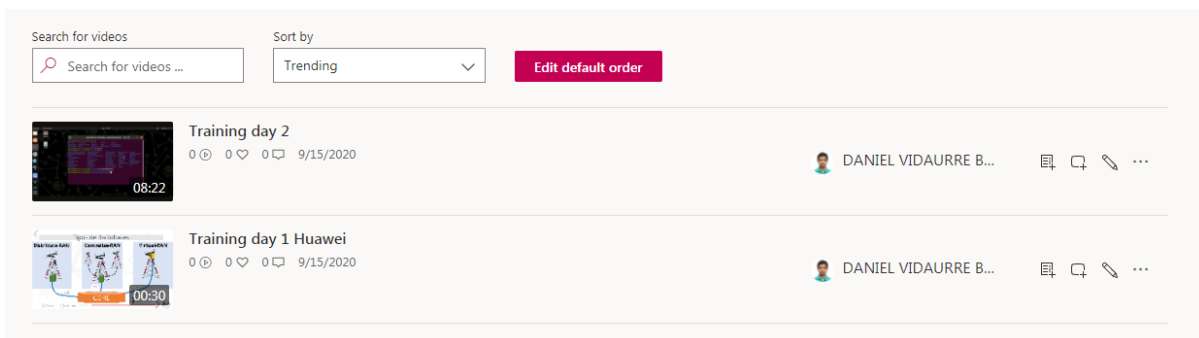 Search for videos
Sort by
Search for videos ...
Trending
Edit default order
Training day 2
0 0 0 9/15/2020
DANIEL VIDAURRE B...
08:22
Training day 1 Huawei
0 0 0 9/15/2020
DANIEL VIDAURRE B...
00:30